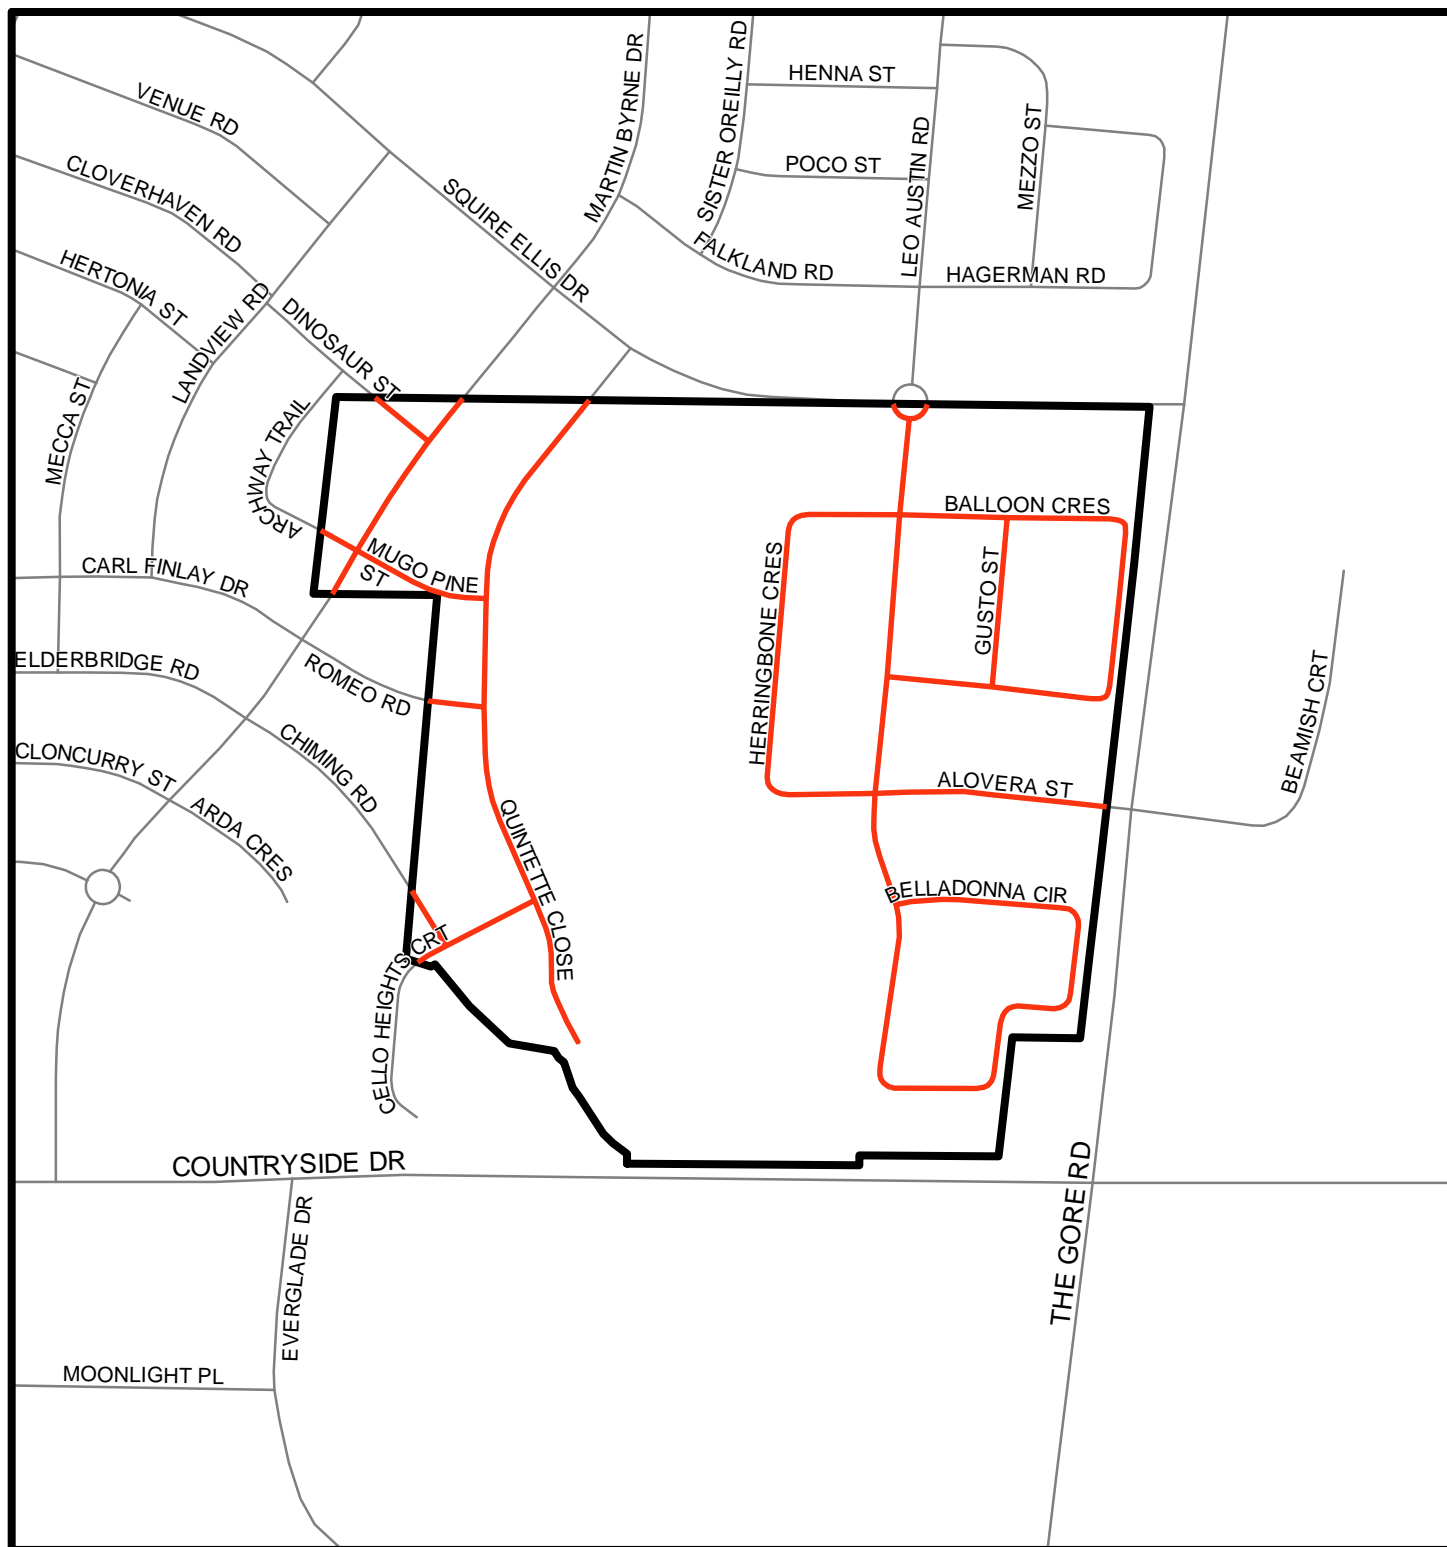 HENNA ST
VENUE RD
MARTIN BYRNE DR
SISTER OREILLY RD
LEO AUSTIN RD
MEZZO ST
POCO ST
CLOVERHAVEN RD
SQUIRE ELLIS DR
FALKLAND RD
HAGERMAN RD
HERTONIA ST
LANDVIEW RD
DINOSAUR ST
MECCA ST
ARCHWAY TRAIL
BALLOON CRES
MUGO PINE
ST
HERRINGBONE CRES
GUSTO ST
CARL FINLAY DR
ELDERBRIDGE RD
ROMEO RD
BEAMISH CRT
CLONCURRY ST
CHIMING RD
ALOVERA ST
ARDA CRES
QUINTETTE CLOSE
BELLADONNA CIR
CELLO HEIGHTS CRT
COUNTRYSIDE DR
THE GORE RD
EVERGLADE DR
MOONLIGHT PL